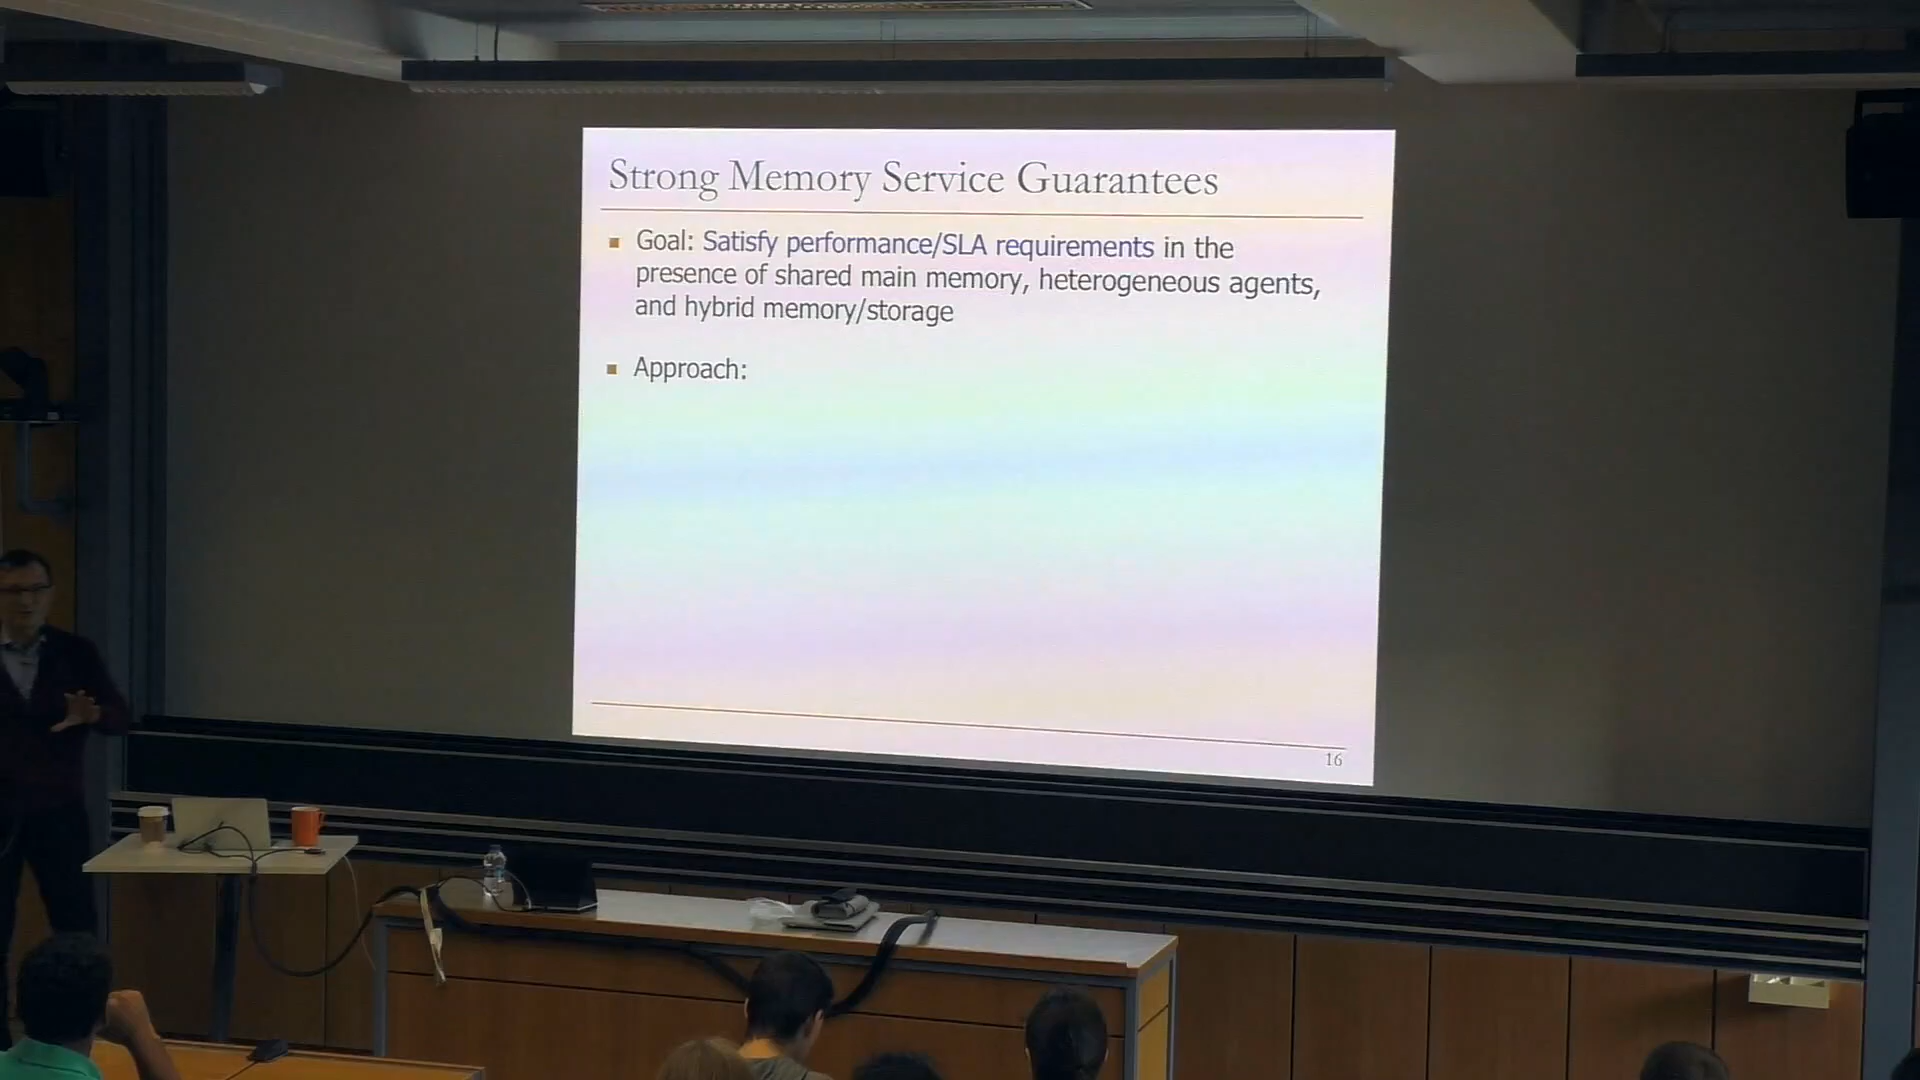 Strong Memory Service Guarantees
Goal: Satisfy performance/SLA requirements in the
presence of shared main memory, heterogeneous agents,
and hybrid memory/storage
Approach:
16